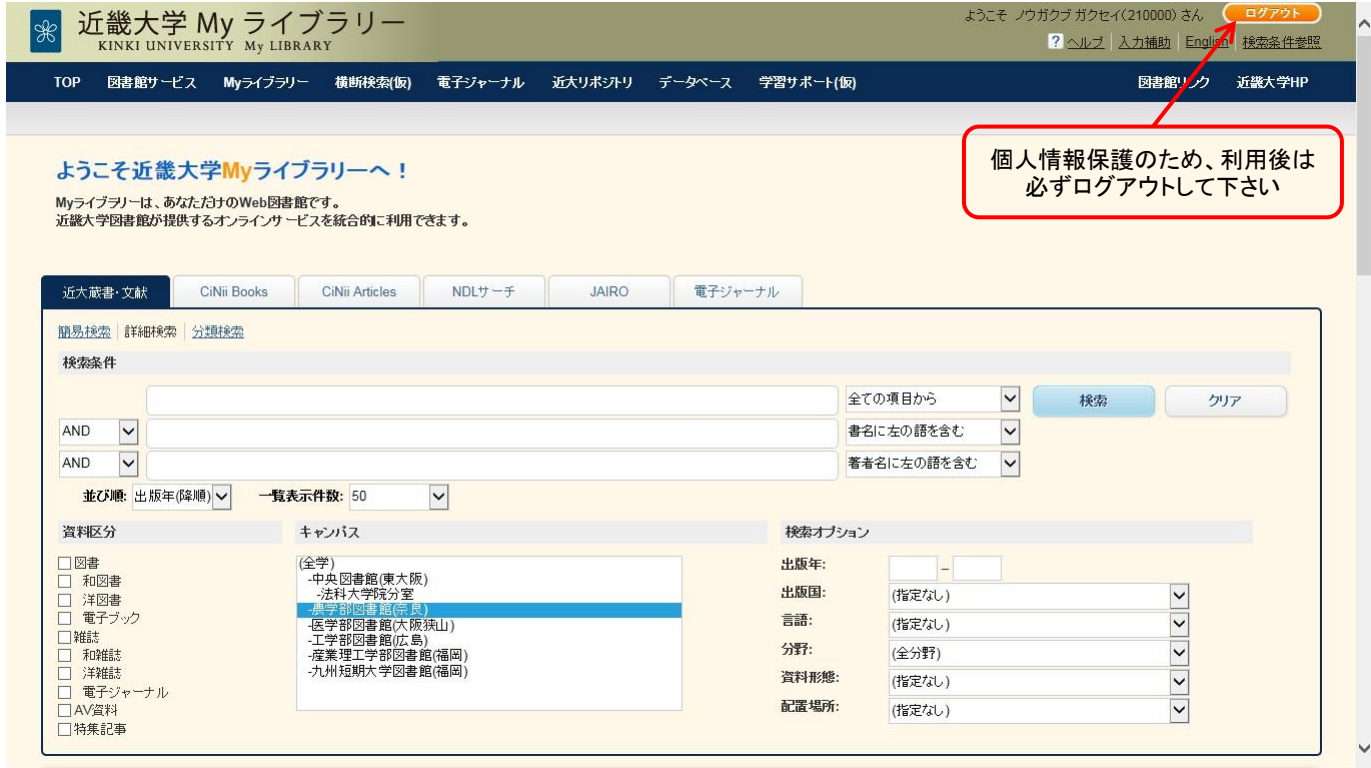 近畿大学 My ライブラリー
KINKI UNIVERSITY My LIBRARY
ようこそ ノウガクブ ガクセイ(210000) さん ログアウト
? ヘルプ 入力補助 English 検索条件参照
TOP 図書館サービス Myライブラリー 横断検索(仮) 電子ジャーナル 近大リポジトリ データベース 学習サポート(仮) 図書館リンク 近畿大学HP
個人情報保護のため、利用後は
必ずログアウトして下さい
ようこそ近畿大学Myライブラリーへ！
Myライブラリーは、あなただけのWeb図書館です。
近畿大学図書館が提供するオンラインサービスを統合的に利用できます。
近大蔵書・文献 CiNii Books CiNii Articles NDLサーチ JAIRO 電子ジャーナル
簡易検索 詳細検索 分類検索
検索条件
全ての項目から 検索 クリア
AND 書名に左の語を含む
AND 著者名に左の語を含む
並び順: 出版年(降順) 一覧表示件数: 50
資料区分 キャンパス 検索オプション
図書
和図書
洋図書
電子ブック
雑誌
和雑誌
洋雑誌
電子ジャーナル
AV資料
特集記事
(全学)
-中央図書館(東大阪)
-法科大学院分室
-農学部図書館(奈良)
-医学部図書館(大阪狭山)
-工学部図書館(広島)
-産業理工学部図書館(福岡)
-九州短期大学図書館(福岡)
出版年: –
出版国: (指定なし)
言語: (指定なし)
分野: (全分野)
資料形態: (指定なし)
配置場所: (指定なし)